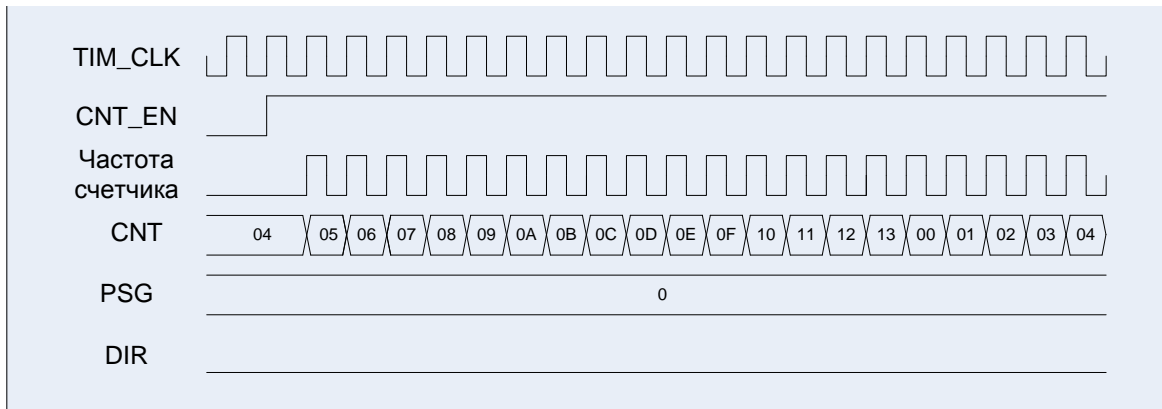 TIM_CLK
CNT_EN
Частота
счетчика
CNT
04 05 06 07 08 09 0A 0B 0C 0D 0E 0F 10 11 12 13 00 01 02 03 04
PSG
0
DIR